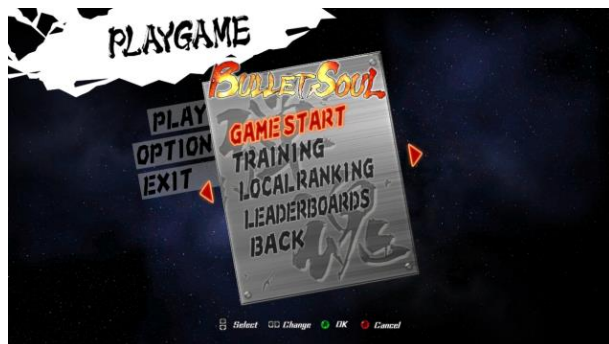 PLAYGAME
BULLET SOUL
PLAY
OPTION
EXIT
GAME START
TRAINING
LOCAL RANKING
LEADERBOARDS
BACK
Select Change OK Cancel